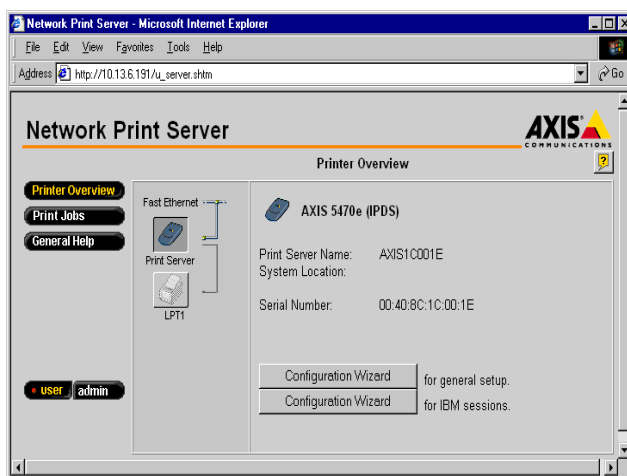 Network Print Server - Microsoft Internet Explorer
File Edit View Favorites Tools Help
Address http://10.13.6.191/u_server.shtm Go
Network Print Server
AXIS
COMMUNICATIONS
Printer Overview
?
Printer Overview
Print Jobs
General Help
Fast Ethernet
Print Server
LPT1
AXIS 5470e (IPDS)
Print Server Name: AXIS1C001E
System Location:
Serial Number: 00:40:8C:1C:00:1E
Configuration Wizard for general setup.
Configuration Wizard for IBM sessions.
user admin